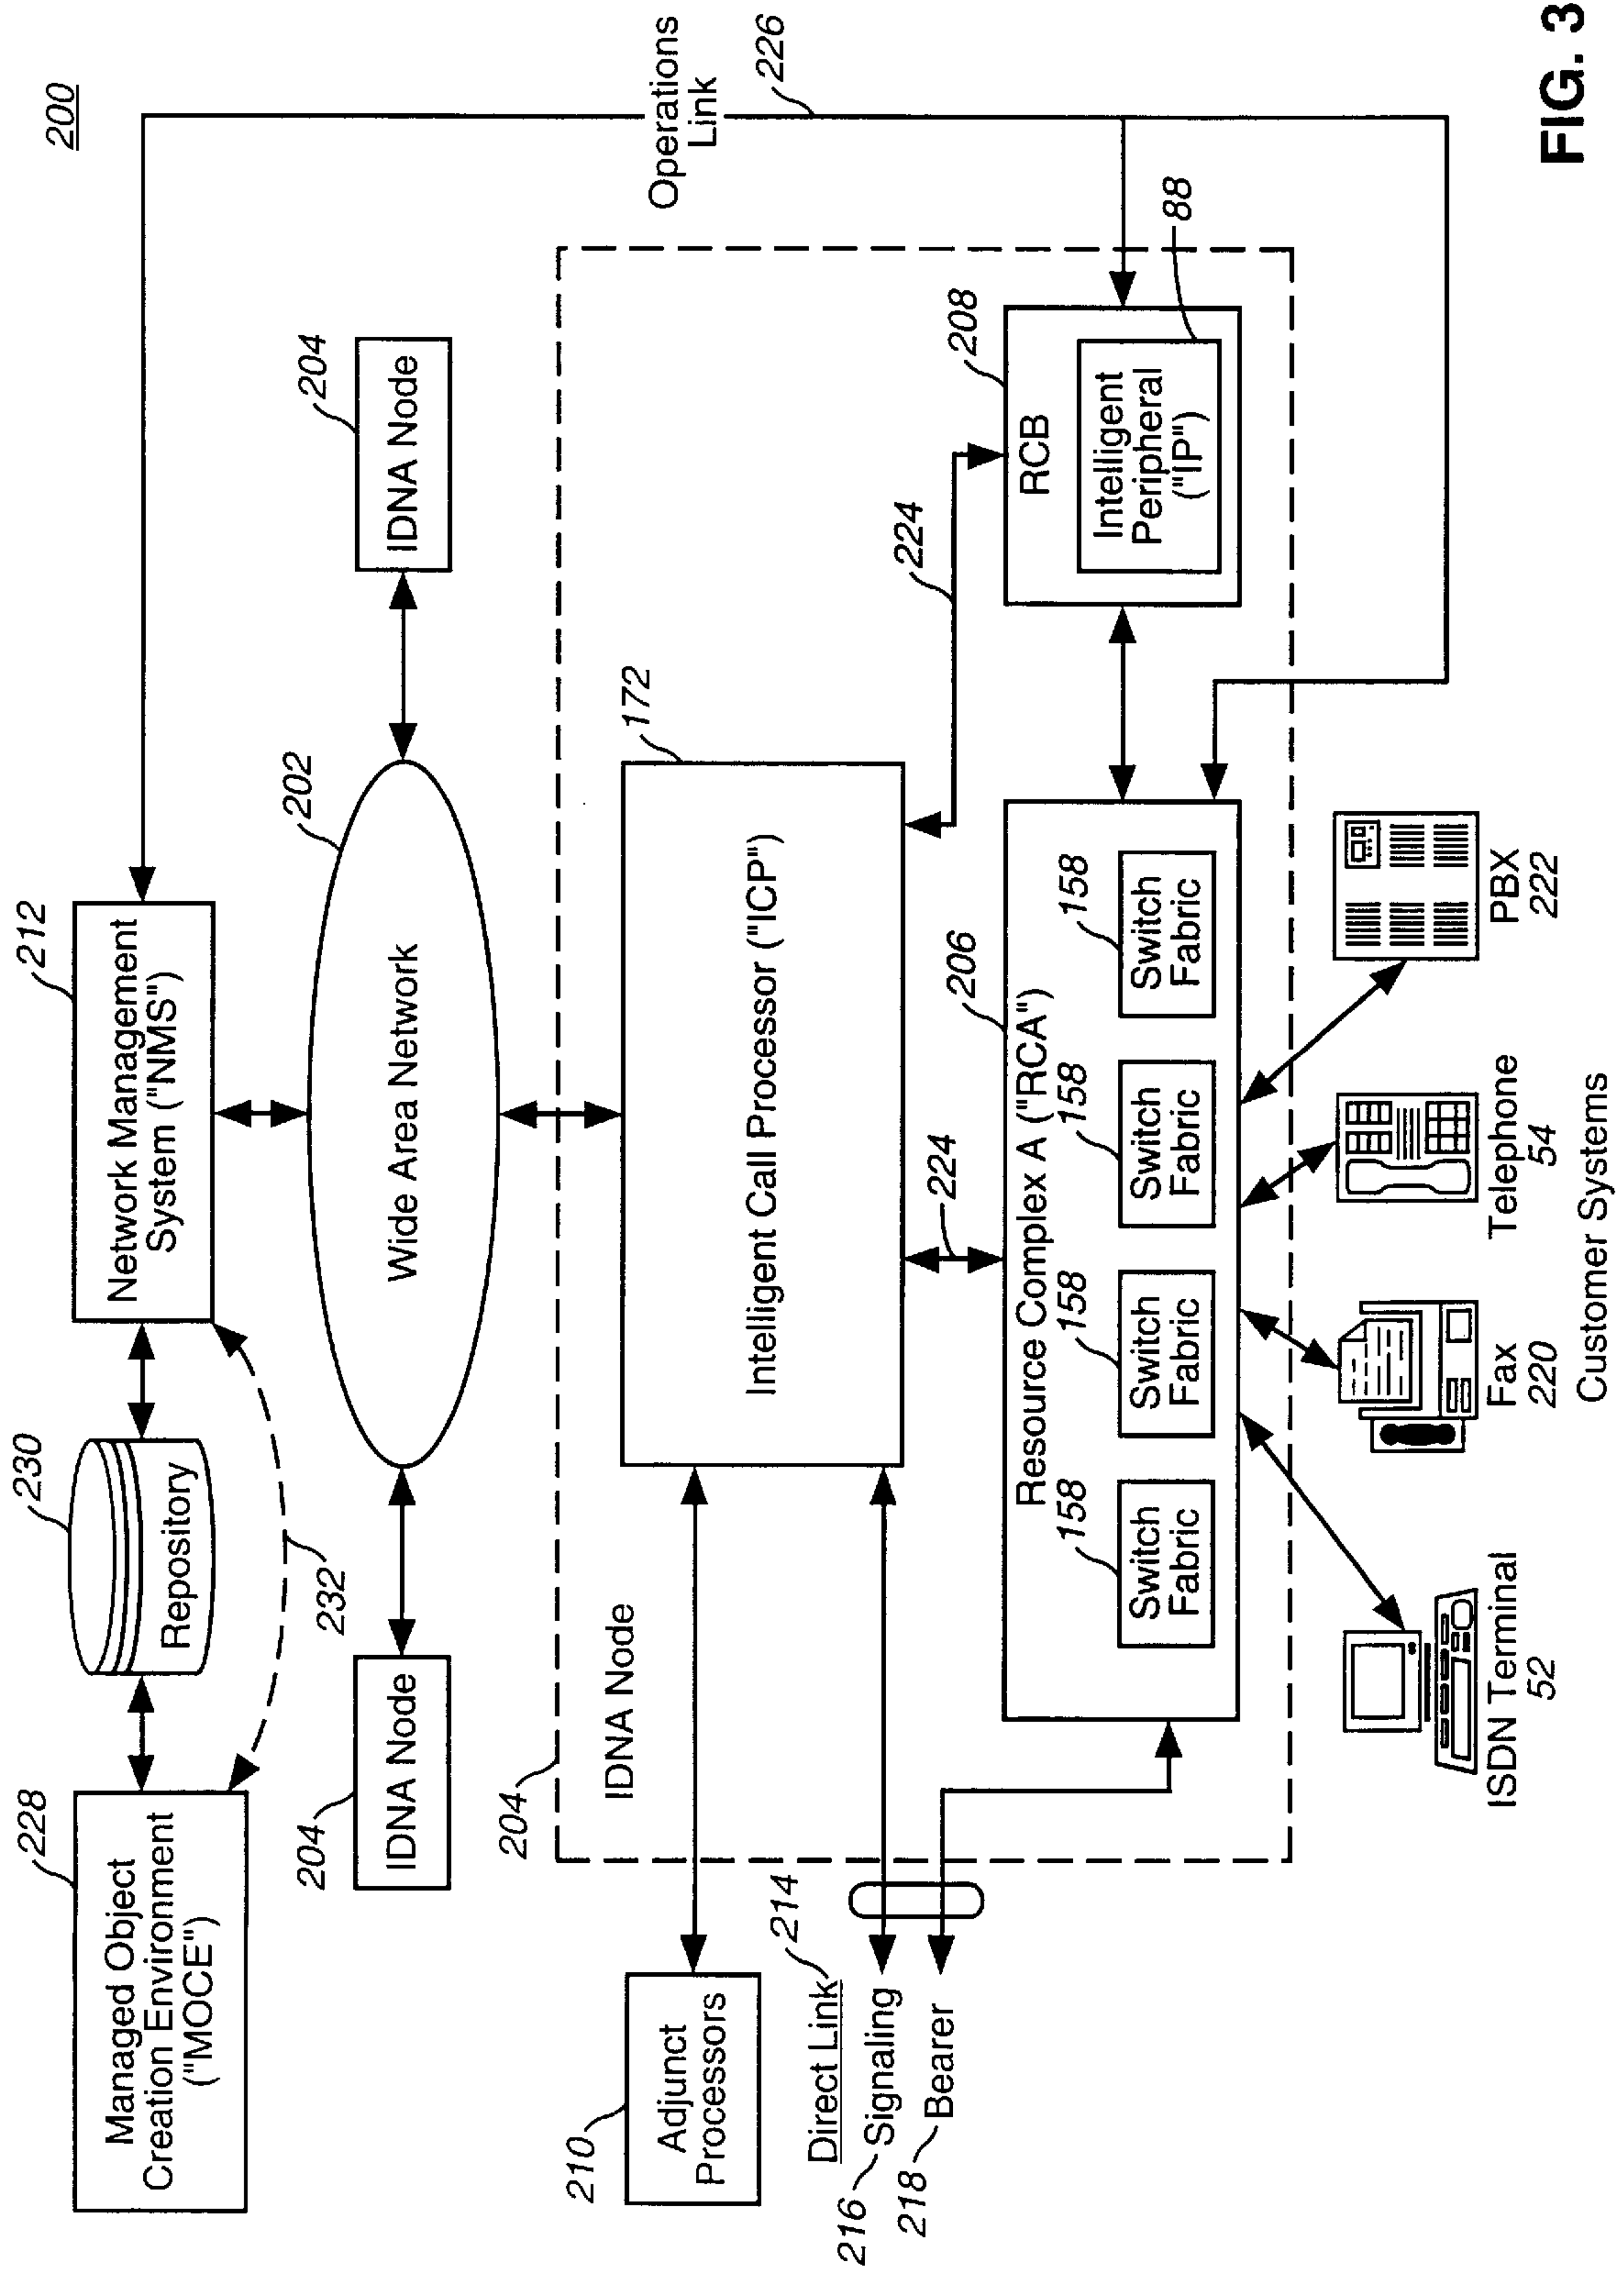 200
228
Managed Object
Creation Environment
("MOCE")
230
Repository
212
Network Management
System ("NMS")
232
204
IDNA Node
202
Wide Area Network
204
IDNA Node
Operations
Link
226
204
IDNA Node
172
Intelligent Call Processor ("ICP")
210
Adjunct
Processors
Direct Link
214
216
Signaling
218
Bearer
224
224
206
Resource Complex A ("RCA")
158
Switch
Fabric
158
Switch
Fabric
158
Switch
Fabric
158
Switch
Fabric
208
RCB
88
Intelligent
Peripheral
("IP")
ISDN Terminal
52
Fax
220
Telephone
54
PBX
222
Customer Systems
FIG. 3